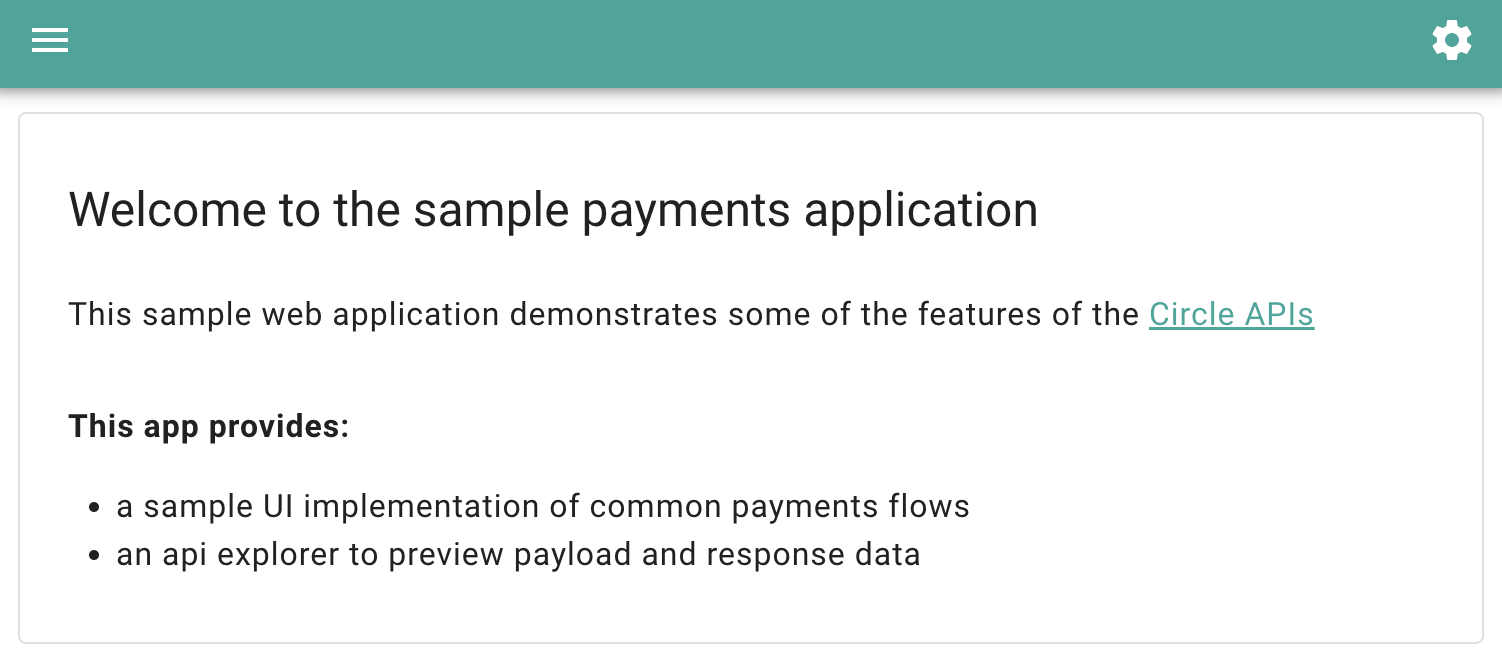 Welcome to the sample payments application
This sample web application demonstrates some of the features of the Circle APIs
This app provides:
• a sample UI implementation of common payments flows
• an api explorer to preview payload and response data